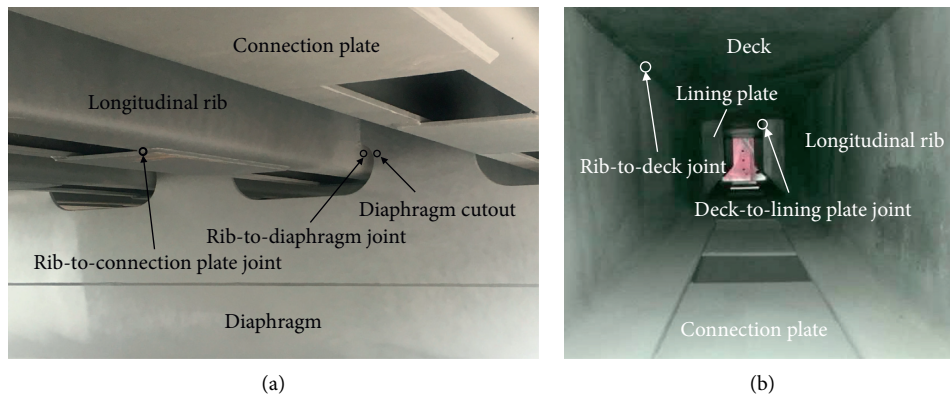 Connection plate
Longitudinal rib
Diaphragm cutout
Rib-to-diaphragm joint
Rib-to-connection plate joint
Diaphragm
(a)
Deck
Lining plate
Longitudinal rib
Rib-to-deck joint
Deck-to-lining plate joint
Connection plate
(b)